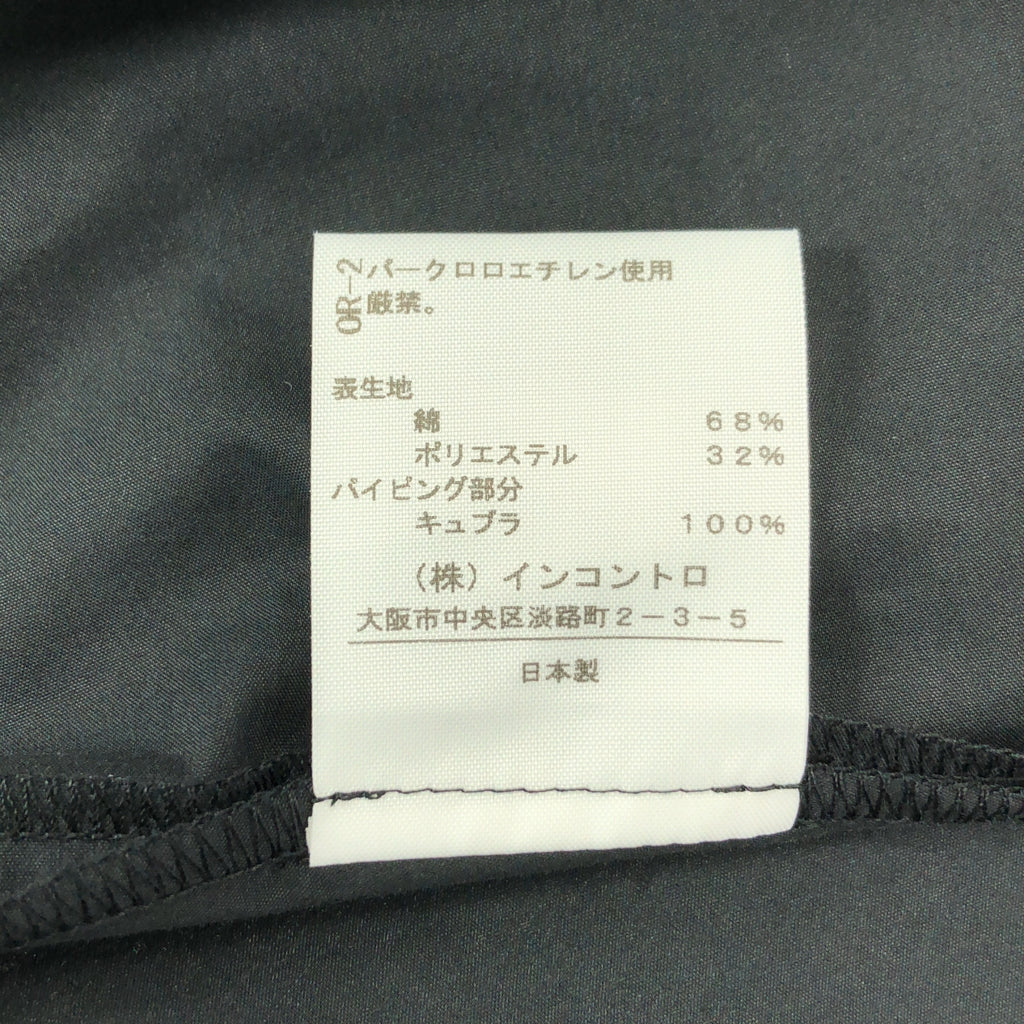 OR-2
パークロロエチレン使用
厳禁。
表生地
綿 68%
ポリエステル 32%
パイピング部分
キュプラ 100%
(株)インコントロ
大阪市中央区淡路町2-3-5
日本製